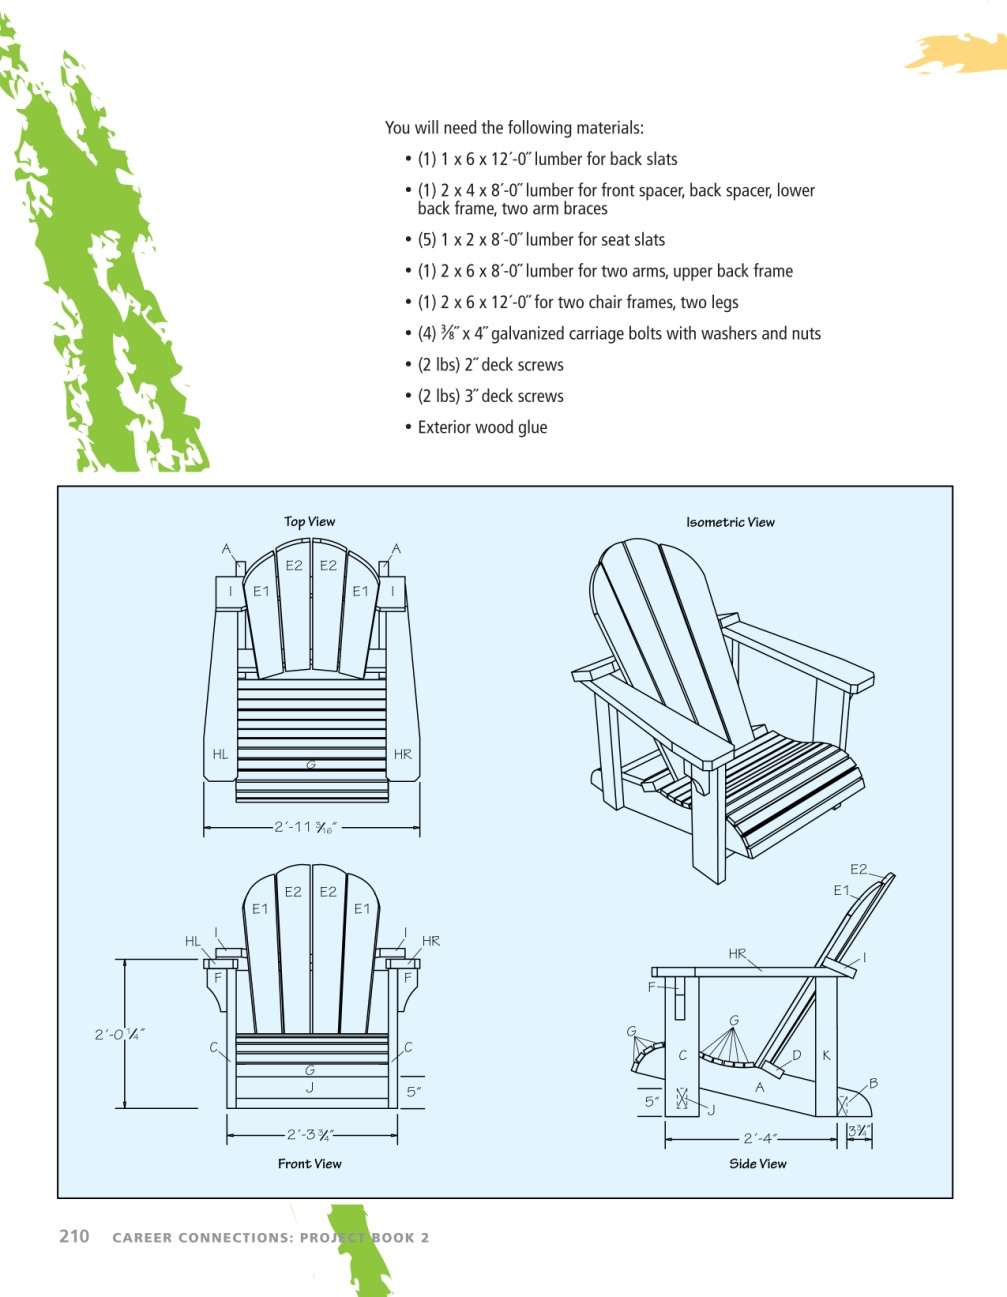 You will need the following materials:
• (1) 1 x 6 x 12´-0˝ lumber for back slats
• (1) 2 x 4 x 8´-0˝ lumber for front spacer, back spacer, lower
back frame, two arm braces
• (5) 1 x 2 x 8´-0˝ lumber for seat slats
• (1) 2 x 6 x 8´-0˝ lumber for two arms, upper back frame
• (1) 2 x 6 x 12´-0˝ for two chair frames, two legs
• (4) ⅜˝ x 4˝ galvanized carriage bolts with washers and nuts
• (2 lbs) 2˝ deck screws
• (2 lbs) 3˝ deck screws
• Exterior wood glue
Top View
A
A
I
E1
E2
E2
E1
I
HL
G
HR
2´-11 3⁄16˝
Isometric View
E1
E2
E2
E1
HL
I
I
HR
F
F
2´-0 ¼˝
C
C
G
J
5˝
2´-3 ¾˝
Front View
E2
E1
HR
I
F
G
G
C
D
K
A
B
J
5˝
2´-4˝
3¾˝
Side View
210 CAREER CONNECTIONS: PROJECT BOOK 2